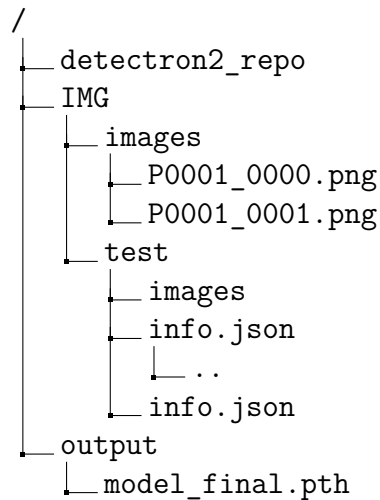 /
detectron2_repo
IMG
images
P0001_0000.png
P0001_0001.png
test
images
info.json
..
info.json
output
model_final.pth